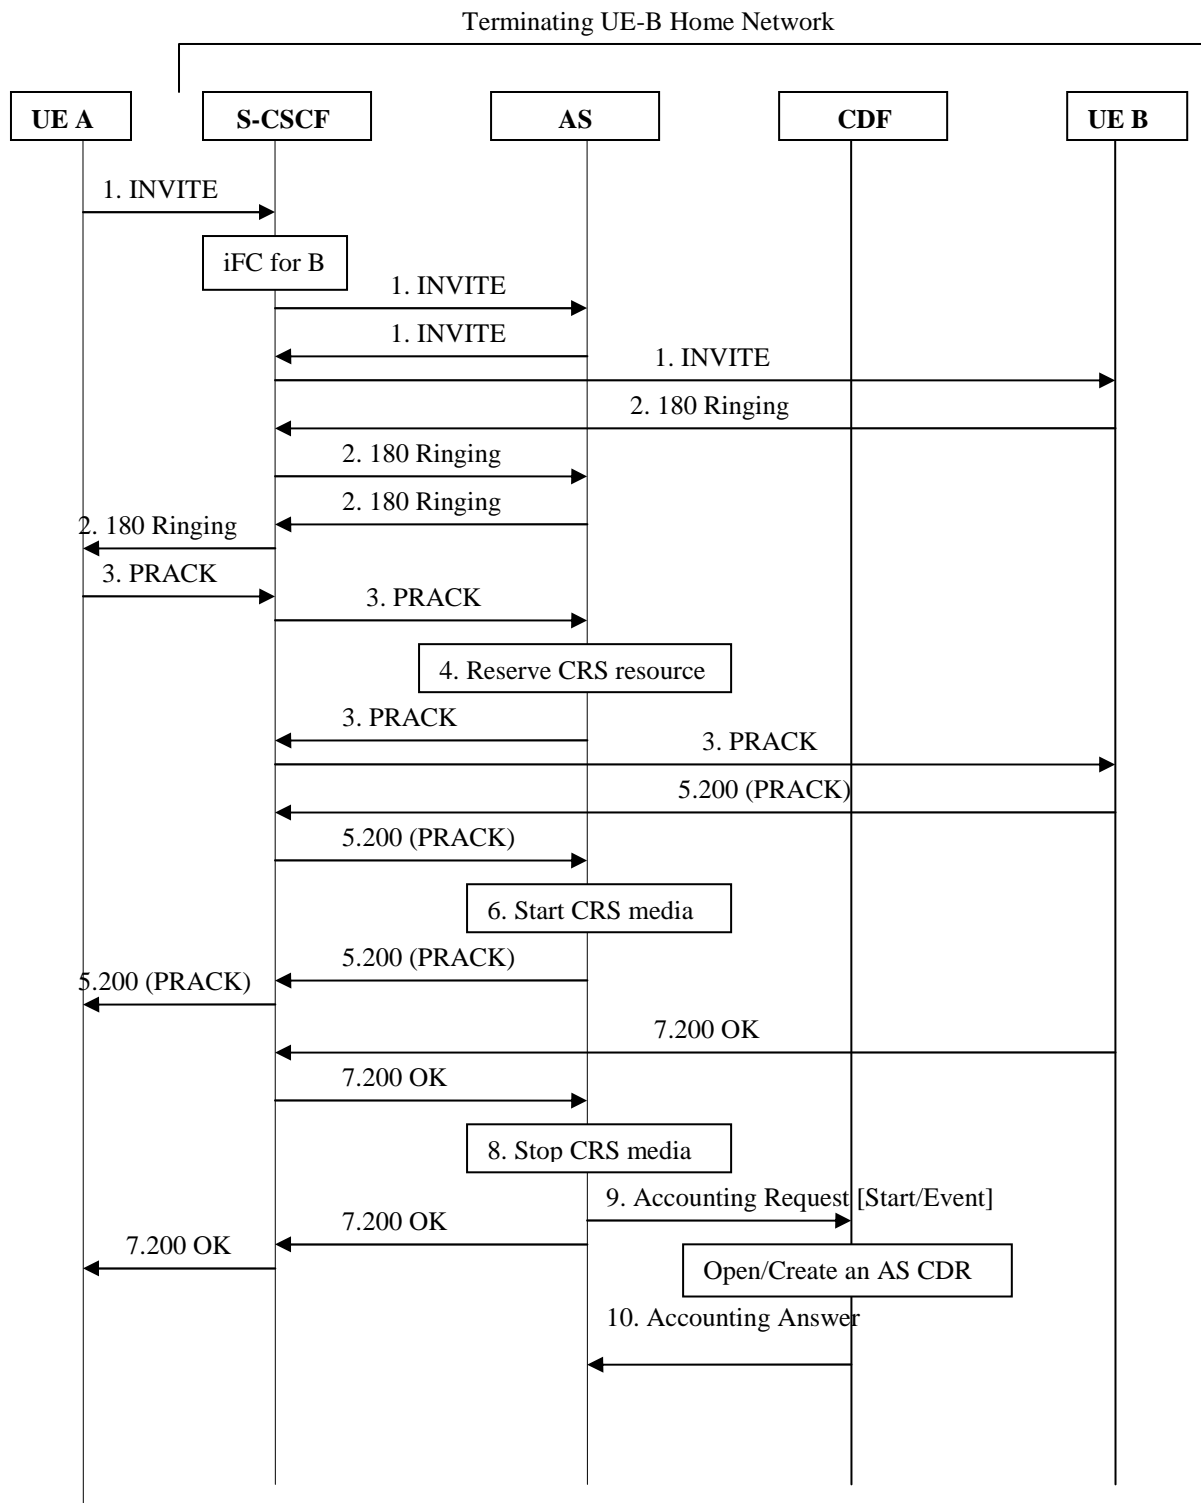 Terminating UE-B Home Network
UE A
S-CSCF
AS
CDF
UE B
1. INVITE
iFC for B
1. INVITE
1. INVITE
1. INVITE
2. 180 Ringing
2. 180 Ringing
2. 180 Ringing
2. 180 Ringing
3. PRACK
3. PRACK
4. Reserve CRS resource
3. PRACK
3. PRACK
5.200 (PRACK)
5.200 (PRACK)
6. Start CRS media
5.200 (PRACK)
5.200 (PRACK)
7.200 OK
7.200 OK
8. Stop CRS media
9. Accounting Request [Start/Event]
7.200 OK
7.200 OK
Open/Create an AS CDR
10. Accounting Answer